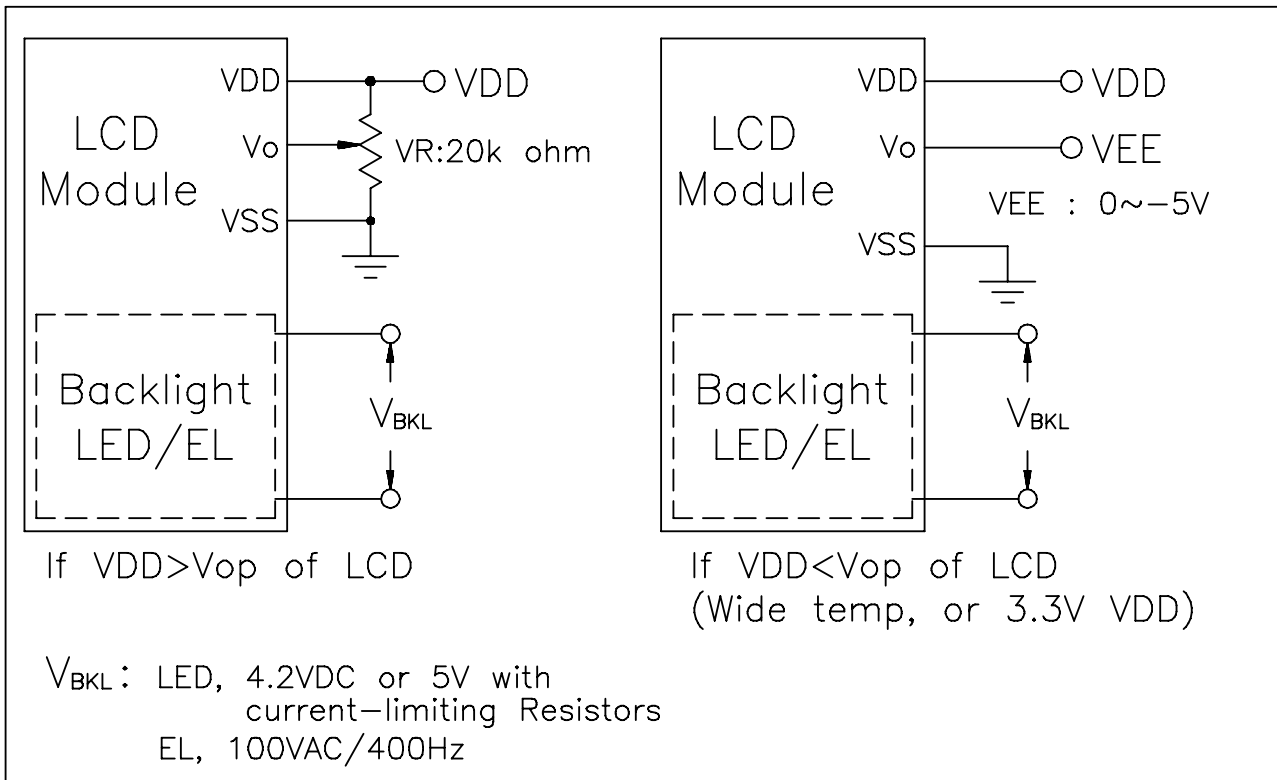 VDD
VDD
LCD
Module
Vo
VR:20k ohm
VSS
Backlight
LED/EL
VBKL
If VDD>Vop of LCD
VDD
VDD
LCD
Module
Vo
VEE
VEE : 0~-5V
VSS
Backlight
LED/EL
VBKL
If VDD<Vop of LCD
(Wide temp, or 3.3V VDD)
VBKL: LED, 4.2VDC or 5V with
current-limiting Resistors
EL, 100VAC/400Hz